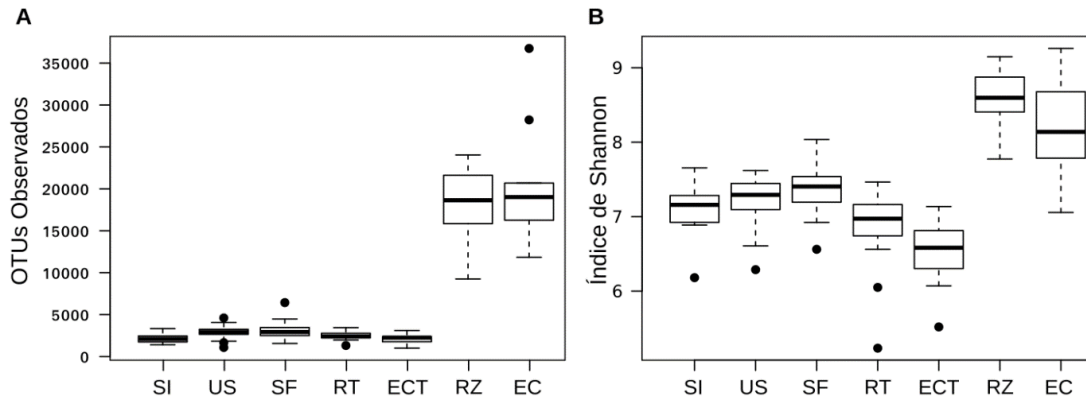 A
OTUs Observados
35000
30000
25000
20000
15000
10000
5000
0
SI US SF RT ECT RZ EC
B
Índice de Shannon
9
8
7
6
SI US SF RT ECT RZ EC